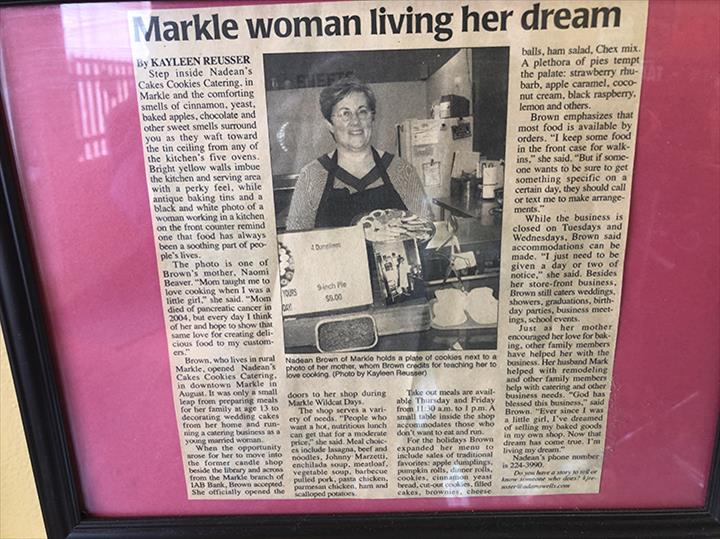 Markle woman living her dream
By KAYLEEN REUSSER
Step inside Nadean's
Cakes Cookies Catering, in
Markle and the comforting
smells of cinnamon, yeast,
baked apples, chocolate and
other sweet smells surround
you as they waft toward
the tin ceiling from any of
the kitchen's five ovens.
Bright yellow walls imbue
the kitchen and serving area
with a perky feel, while
antique baking tins and a
black and white photo of a
woman working in a kitchen
on the front counter remind
one that food has always
been a soothing part of peo-
ple's lives.
The photo is one of
Brown's mother, Naomi
Beaver. "Mom taught me to
love cooking when I was a
little girl," she said. "Mom
died of pancreatic cancer in
2004, but every day I think
of her and hope to show that
same love for creating deli-
cious food to my custom-
ers."
Brown, who lives in rural
Markle, opened Nadean's
Cakes Cookies Catering,
in downtown Markle in
August. It was only a small
leap from preparing meals
for her family at age 13 to
decorating wedding cakes
from her home and run-
ning a catering business as a
young married woman.
When the opportunity
arose for her to move into
the former candle shop
beside the library and across
from the Markle branch of
IAB Bank, Brown accepted.
She officially opened the
4 Dumplings
9-inch Pie
$9.00
Nadean Brown of Markle holds a plate of cookies next to a
photo of her mother, whom Brown credits for teaching her to
love cooking. (Photo by Kayleen Reusser)
doors to her shop during
Markle Wildcat Days.
The shop serves a vari-
ety of needs. "People who
want a hot, nutritious lunch
can get that for a moderate
price," she said. Meal choic-
es include lasagna, beef and
noodles, Johnny Marzetti,
enchilada soup, meatloaf,
vegetable soup, barbecue
pulled pork, pasta chicken,
parmesan chicken, ham and
scalloped potatoes.
Take out meals are avail-
able Thursday and Friday
from 11:30 a.m. to 1 p.m. A
small table inside the shop
accommodates those who
don't want to eat and run.
For the holidays Brown
expanded her menu to
include sales of traditional
favorites: apple dumplings,
pumpkin rolls, dinner rolls,
cookies, cinnamon yeast
bread, cut-out cookies, filled
cakes, brownies, cheese
balls, ham salad, Chex mix.
A plethora of pies tempt
the palate: strawberry rhu-
barb, apple caramel, coco-
nut cream, black raspberry,
lemon and others.
Brown emphasizes that
most food is available by
orders. "I keep some food
in the front case for walk-
ins," she said. "But if some-
one wants to be sure to get
something specific on a
certain day, they should call
or text me to make arrange-
ments."
While the business is
closed on Tuesdays and
Wednesdays, Brown said
accommodations can be
made. "I just need to be
given a day or two of
notice," she said. Besides
her store-front business,
Brown still caters weddings,
showers, graduations, birth-
day parties, business meet-
ings, school events.
Just as her mother
encouraged her love for bak-
ing, other family members
have helped her with the
business. Her husband Mark
helped with remodeling
and other family members
help with catering and other
business needs. "God has
blessed this business," said
Brown. "Ever since I was
a little girl, I've dreamed
of selling my baked goods
in my own shop. Now that
dream has come true. I'm
living my dream."
Nadean's phone number
is 224-3990.
Do you have a story to tell or
know someone who does? kjre-
usser@adamswells.com